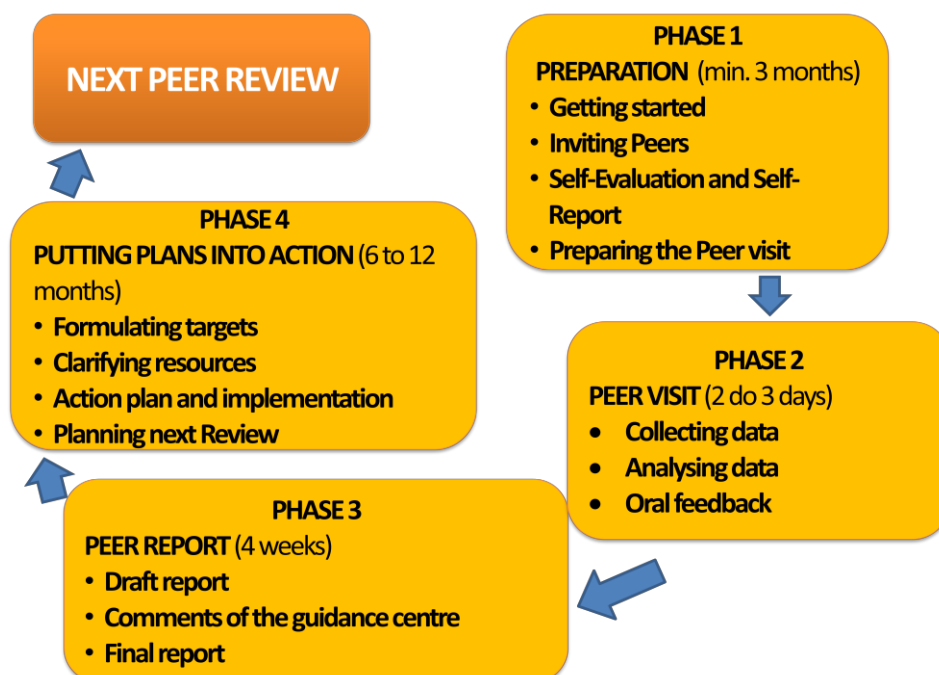 NEXT PEER REVIEW
PHASE 1
PREPARATION (min. 3 months)
• Getting started
• Inviting Peers
• Self-Evaluation and Self-
Report
• Preparing the Peer visit
PHASE 2
PEER VISIT (2 do 3 days)
• Collecting data
• Analysing data
• Oral feedback
PHASE 3
PEER REPORT (4 weeks)
• Draft report
• Comments of the guidance centre
• Final report
PHASE 4
PUTTING PLANS INTO ACTION (6 to 12
months)
• Formulating targets
• Clarifying resources
• Action plan and implementation
• Planning next Review